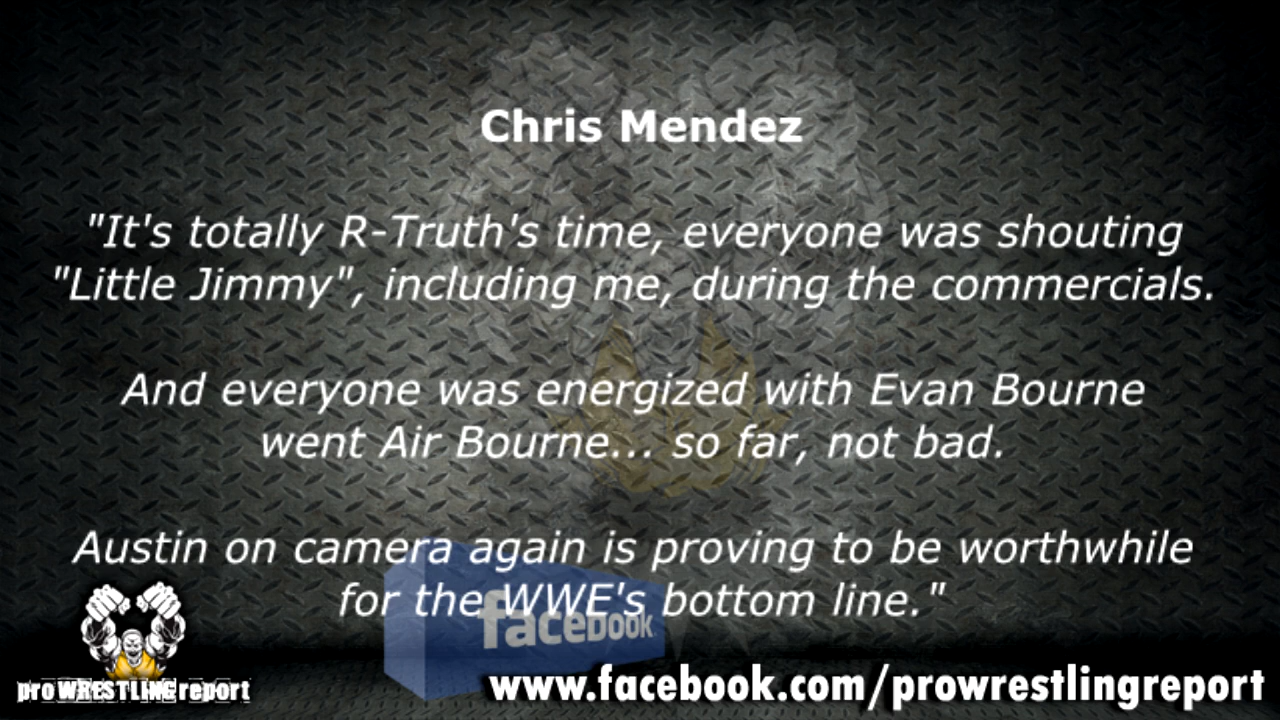 Chris Mendez
"It's totally R-Truth's time, everyone was shouting
"Little Jimmy", including me, during the commercials.
And everyone was energized with Evan Bourne
went Air Bourne... so far, not bad.
Austin on camera again is proving to be worthwhile
for the WWE's bottom line."
facebook
proWRESTLINGreport
www.facebook.com/prowrestlingreport